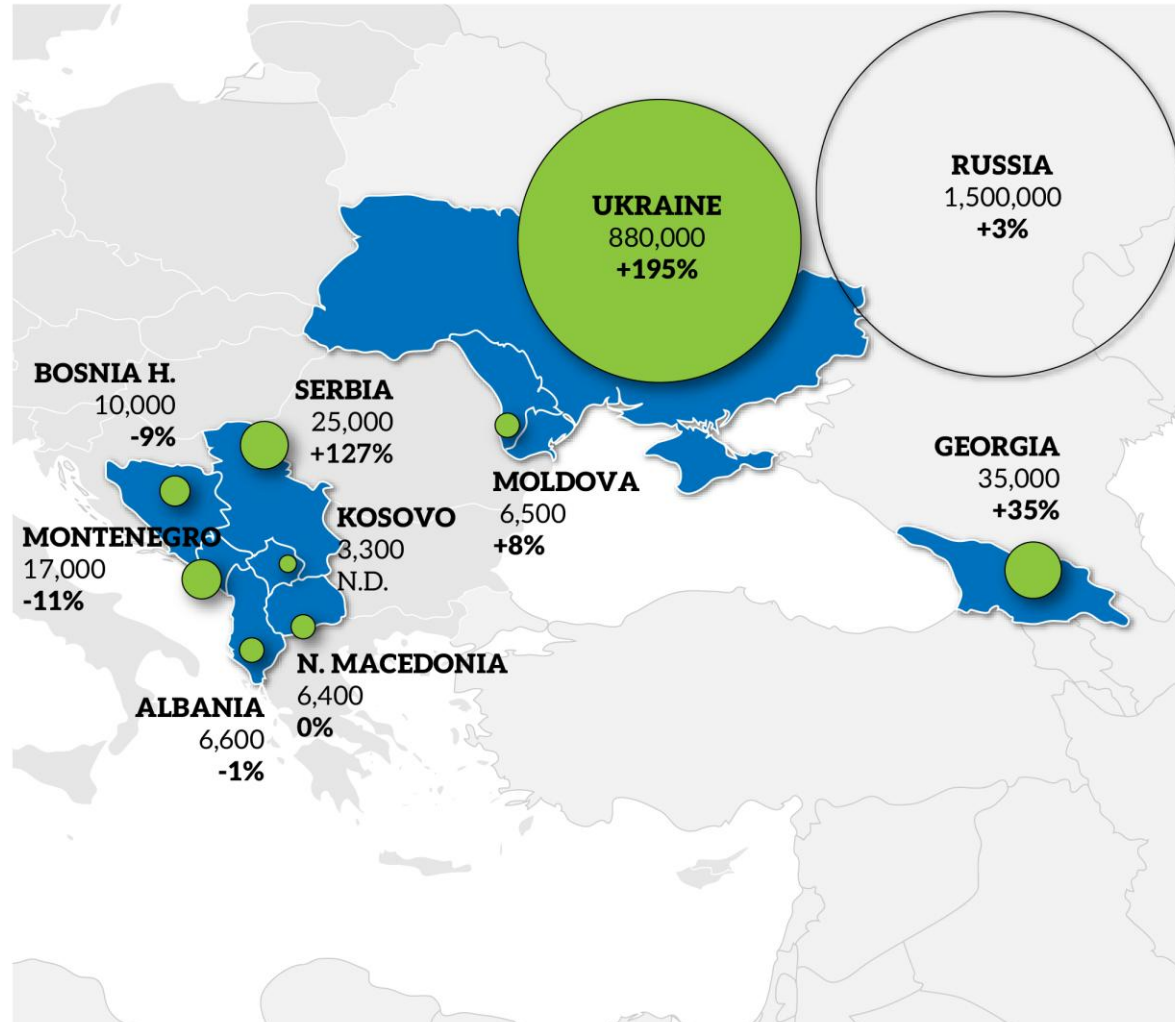 RUSSIA
1,500,000
+3%
UKRAINE
880,000
+195%
BOSNIA H.
10,000
-9%
SERBIA
25,000
+127%
MOLDOVA
6,500
+8%
GEORGIA
35,000
+35%
KOSOVO
3,300
N.D.
MONTENEGRO
17,000
-11%
N. MACEDONIA
6,400
0%
ALBANIA
6,600
-1%